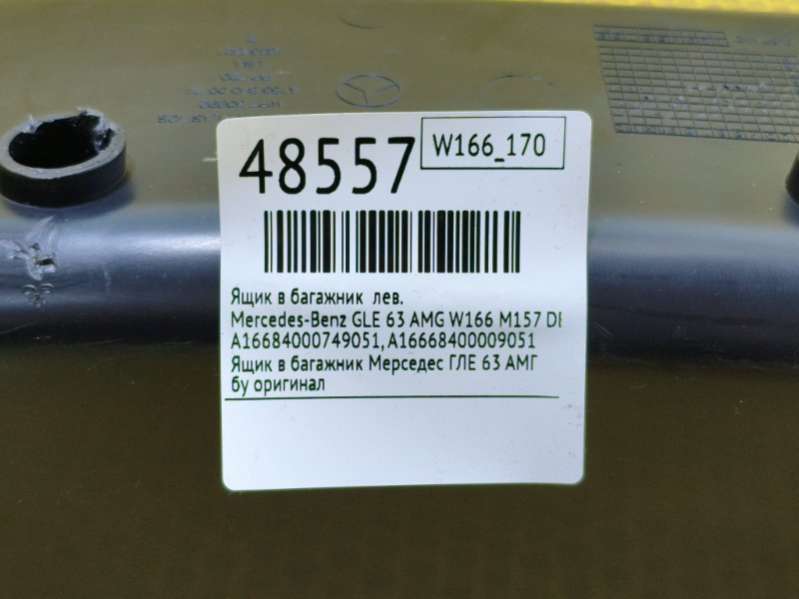 48557
W166_170
Ящик в багажник лев.
Mercedes-Benz GLE 63 AMG W166 M157 DI
A16684000749051, A16668400009051
Ящик в багажник Мерседес ГЛЕ 63 АМГ
бу оригинал